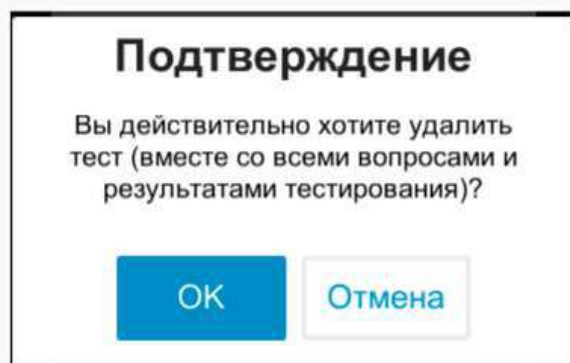 Подтверждение
Вы действительно хотите удалить
тест (вместе со всеми вопросами и
результатами тестирования)?
OK
Отмена